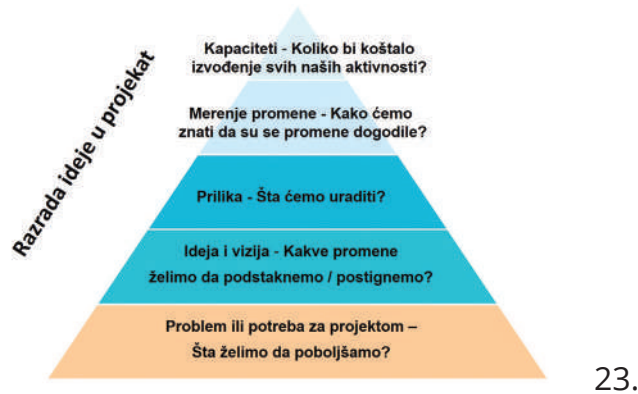 Razrada ideje u projekat
Kapaciteti - Koliko bi koštalo
izvođenje svih naših aktivnosti?
Merenje promene - Kako ćemo
znati da su se promene dogodile?
Prilika - Šta ćemo uraditi?
Ideja i vizija - Kakve promene
želimo da podstaknemo / postignemo?
Problem ili potreba za projektom –
Šta želimo da poboljšamo?
23.